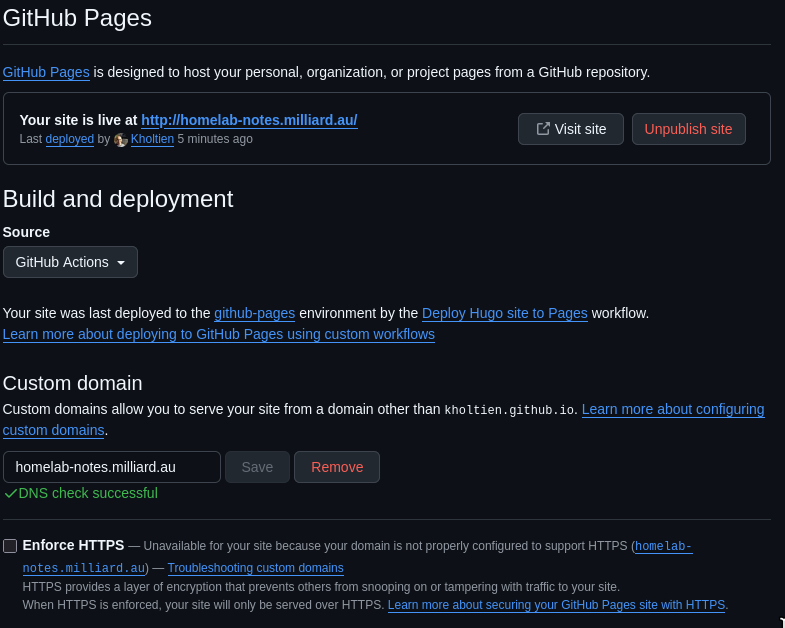 GitHub Pages
GitHub Pages is designed to host your personal, organization, or project pages from a GitHub repository.
Your site is live at http://homelab-notes.milliard.au/
Last deployed by Kholtien 5 minutes ago
Visit site
Unpublish site
Build and deployment
Source
GitHub Actions
Your site was last deployed to the github-pages environment by the Deploy Hugo site to Pages workflow.
Learn more about deploying to GitHub Pages using custom workflows
Custom domain
Custom domains allow you to serve your site from a domain other than kholtien.github.io. Learn more about configuring
custom domains.
homelab-notes.milliard.au
Save
Remove
DNS check successful
Enforce HTTPS — Unavailable for your site because your domain is not properly configured to support HTTPS (homelab-
notes.milliard.au) — Troubleshooting custom domains
HTTPS provides a layer of encryption that prevents others from snooping on or tampering with traffic to your site.
When HTTPS is enforced, your site will only be served over HTTPS. Learn more about securing your GitHub Pages site with HTTPS.